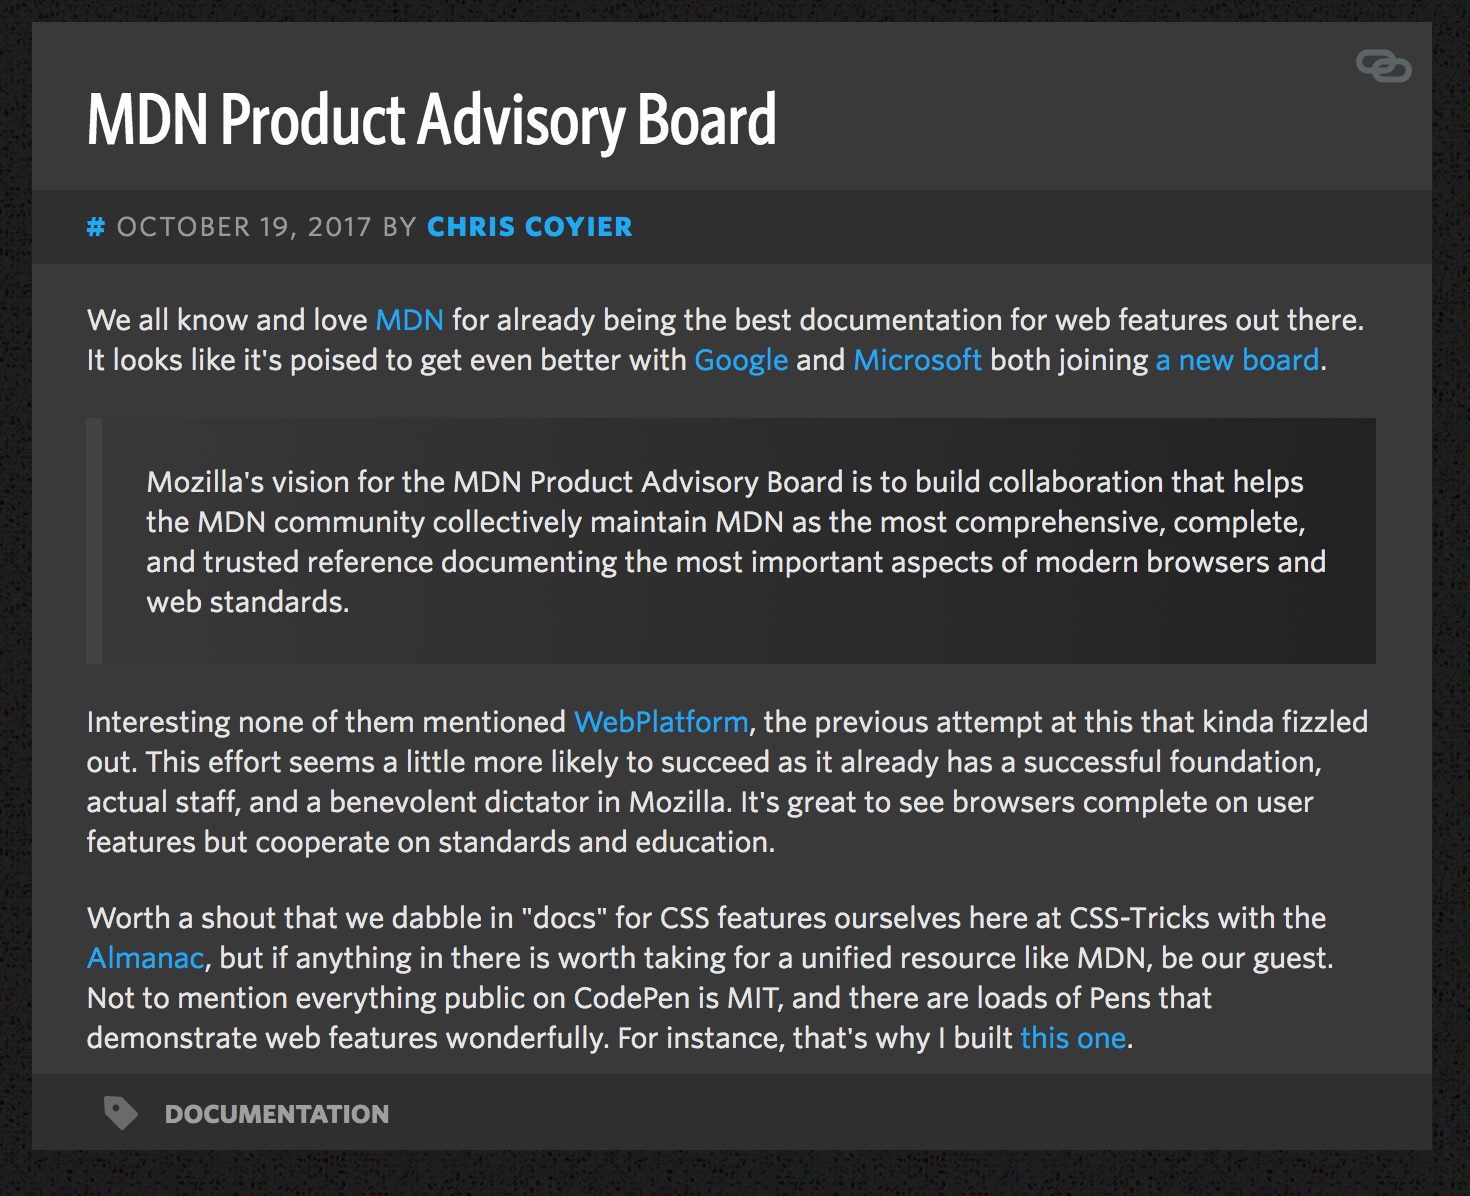 MDN Product Advisory Board
# OCTOBER 19, 2017 BY CHRIS COYIER
We all know and love MDN for already being the best documentation for web features out there.
It looks like it's poised to get even better with Google and Microsoft both joining a new board.
Mozilla's vision for the MDN Product Advisory Board is to build collaboration that helps
the MDN community collectively maintain MDN as the most comprehensive, complete,
and trusted reference documenting the most important aspects of modern browsers and
web standards.
Interesting none of them mentioned WebPlatform, the previous attempt at this that kinda fizzled
out. This effort seems a little more likely to succeed as it already has a successful foundation,
actual staff, and a benevolent dictator in Mozilla. It's great to see browsers complete on user
features but cooperate on standards and education.
Worth a shout that we dabble in "docs" for CSS features ourselves here at CSS-Tricks with the
Almanac, but if anything in there is worth taking for a unified resource like MDN, be our guest.
Not to mention everything public on CodePen is MIT, and there are loads of Pens that
demonstrate web features wonderfully. For instance, that's why I built this one.
DOCUMENTATION